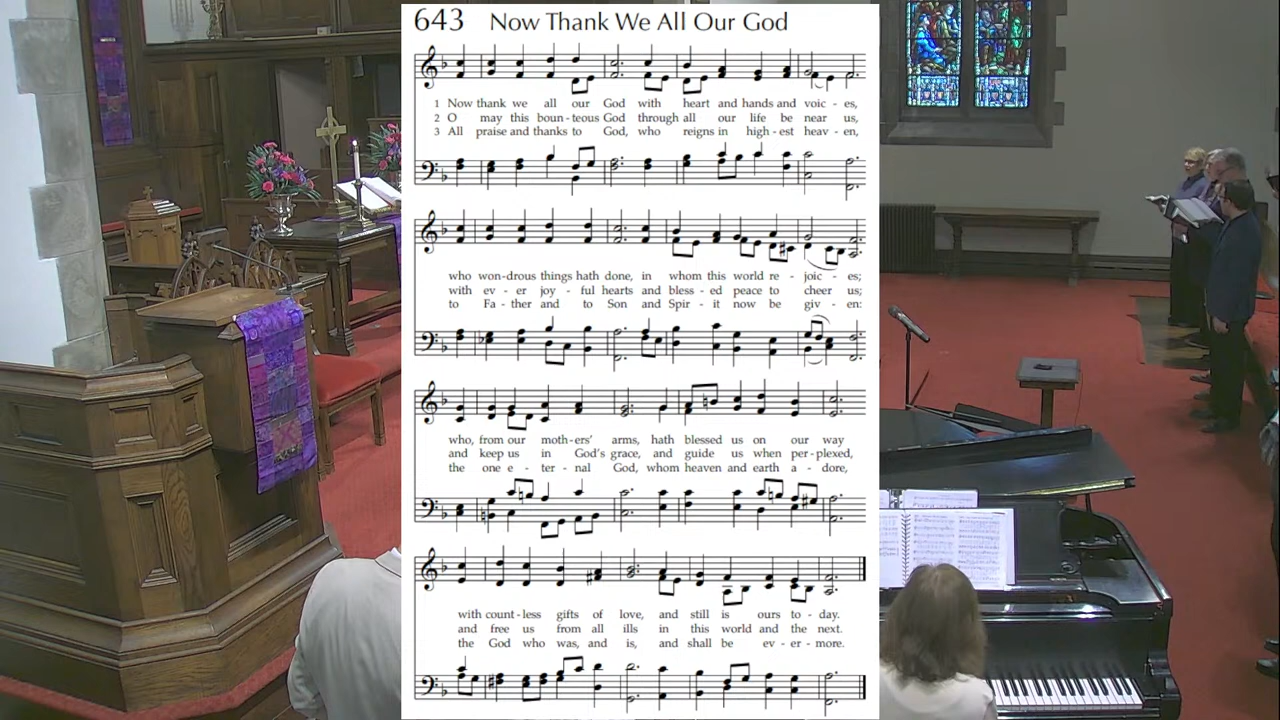 643 Now Thank We All Our God
1 Now thank we all our God with heart and hands and voic - es,
2 O may this boun - teous God through all our life be near us,
3 All praise and thanks to God, who reigns in high - est heav - en,
who won - drous things hath done, in whom this world re - joic - es;
with ev - er joy - ful hearts and bless - ed peace to cheer us;
to Fa - ther and to Son and Spir - it now be giv - en:
who, from our moth - ers' arms, hath blessed us on our way
and keep us in God's grace, and guide us when per - plexed,
the one e - ter - nal God, whom heaven and earth a - dore,
with count - less gifts of love, and still is ours to - day.
and free us from all ills in this world and the next.
the God who was, and is, and shall be ev - er - more.